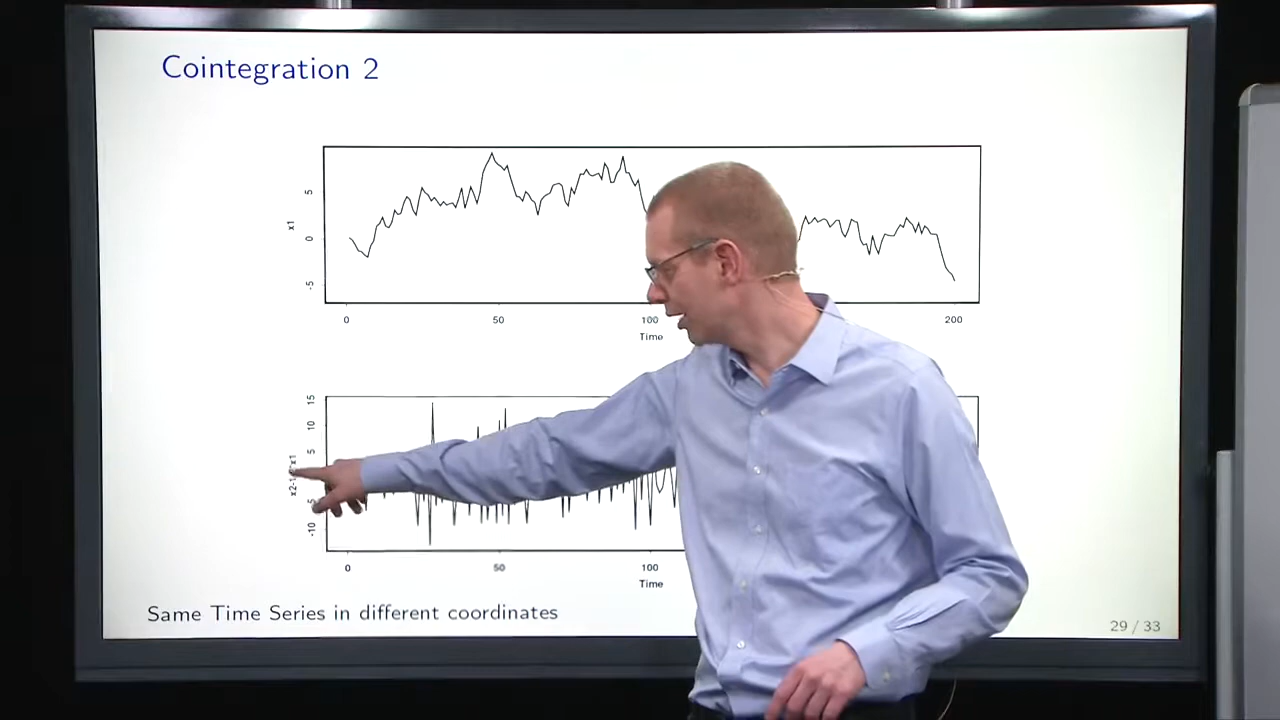 Cointegration 2
5
0
-5
x1
0 50 100 200
Time
15
10
5
-10
0 50 100
Time
Same Time Series in different coordinates
29 / 33